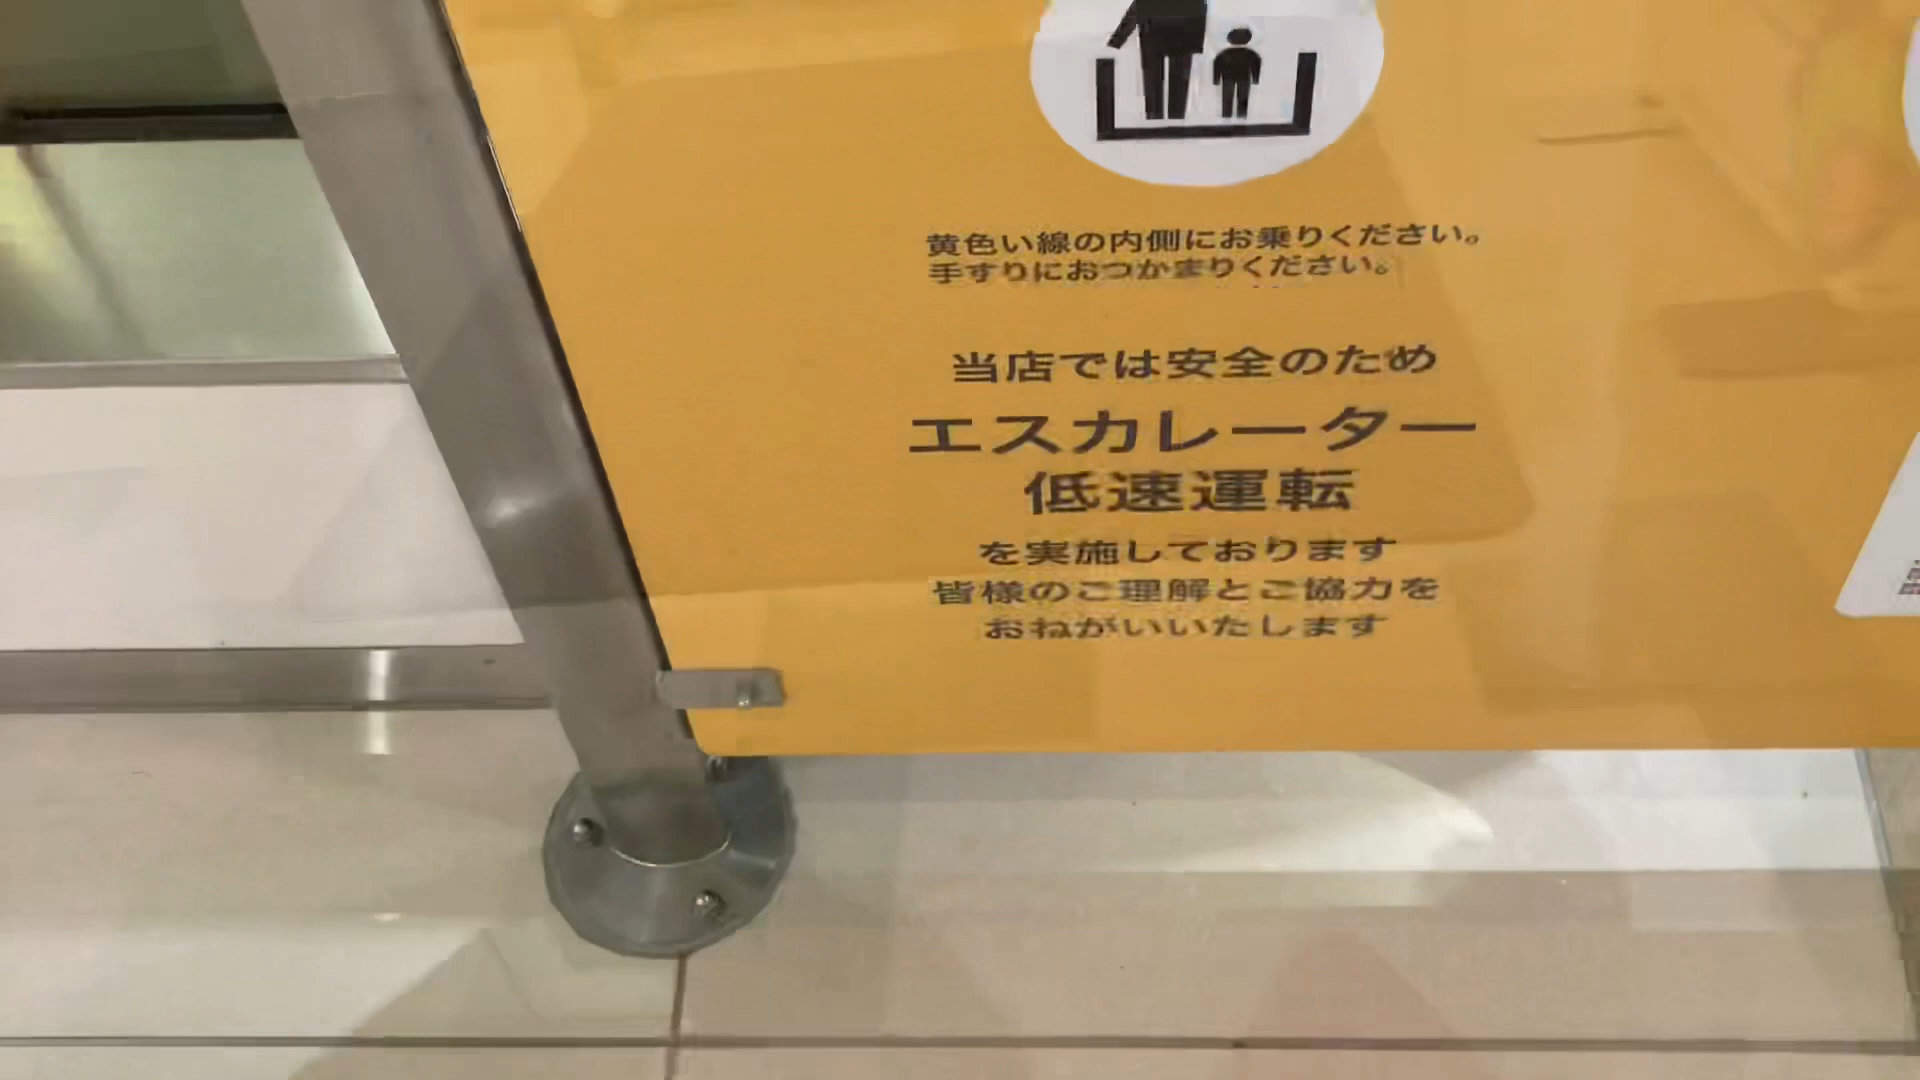 黄色い線の内側にお乗りください。
手すりにおつかまりください。
当店では安全のため
エスカレーター
低速運転
を実施しております
皆様のご理解とご協力を
おねがいいたします